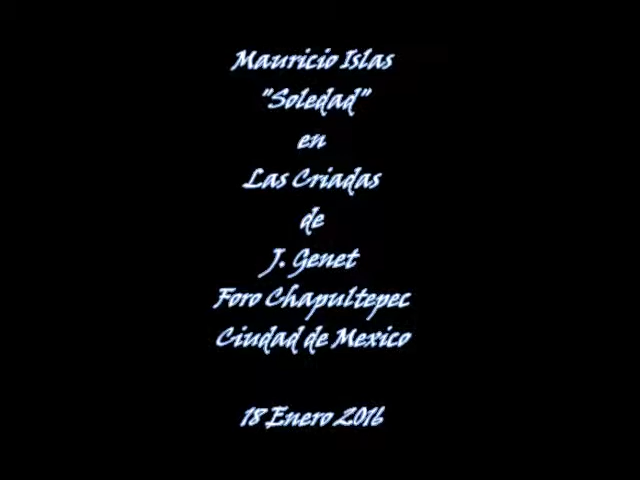 Mauricio Islas
"Soledad"
en
Las Criadas
de
J. Genet
Foro Chapultepec
Ciudad de Mexico
18 Enero 2016